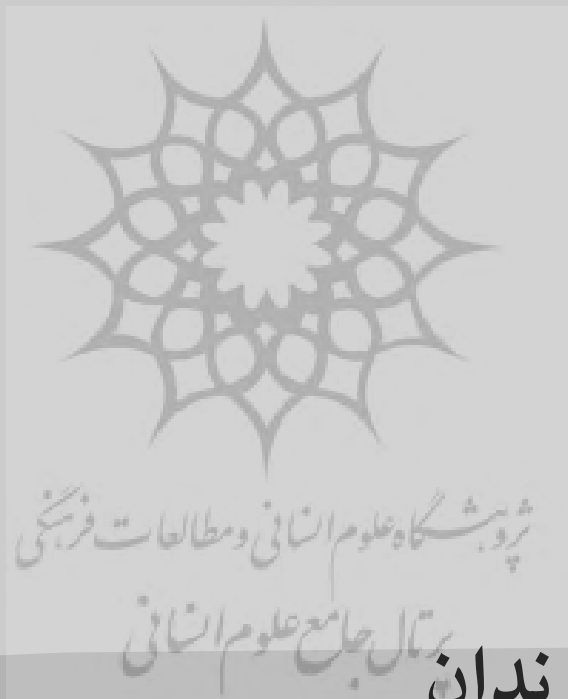 پژوهشگاه علوم انسانی و مطالعات فرهنگی
پرتال جامع علوم انسانی
ندان